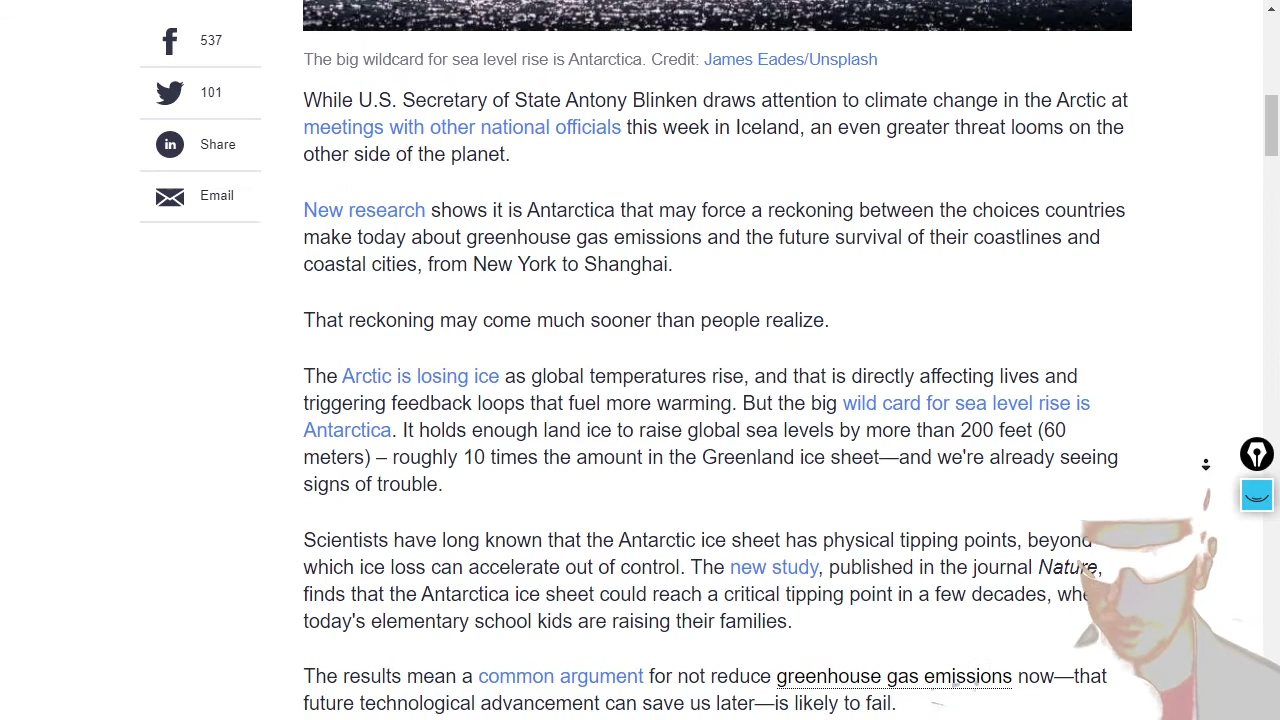 537
101
Share
Email
The big wildcard for sea level rise is Antarctica. Credit: James Eades/Unsplash
While U.S. Secretary of State Antony Blinken draws attention to climate change in the Arctic at
meetings with other national officials this week in Iceland, an even greater threat looms on the
other side of the planet.
New research shows it is Antarctica that may force a reckoning between the choices countries
make today about greenhouse gas emissions and the future survival of their coastlines and
coastal cities, from New York to Shanghai.
That reckoning may come much sooner than people realize.
The Arctic is losing ice as global temperatures rise, and that is directly affecting lives and
triggering feedback loops that fuel more warming. But the big wild card for sea level rise is
Antarctica. It holds enough land ice to raise global sea levels by more than 200 feet (60
meters) – roughly 10 times the amount in the Greenland ice sheet—and we're already seeing
signs of trouble.
Scientists have long known that the Antarctic ice sheet has physical tipping points, beyond
which ice loss can accelerate out of control. The new study, published in the journal Nature,
finds that the Antarctica ice sheet could reach a critical tipping point in a few decades, whe
today's elementary school kids are raising their families.
The results mean a common argument for not reduce greenhouse gas emissions now—that
future technological advancement can save us later—is likely to fail.